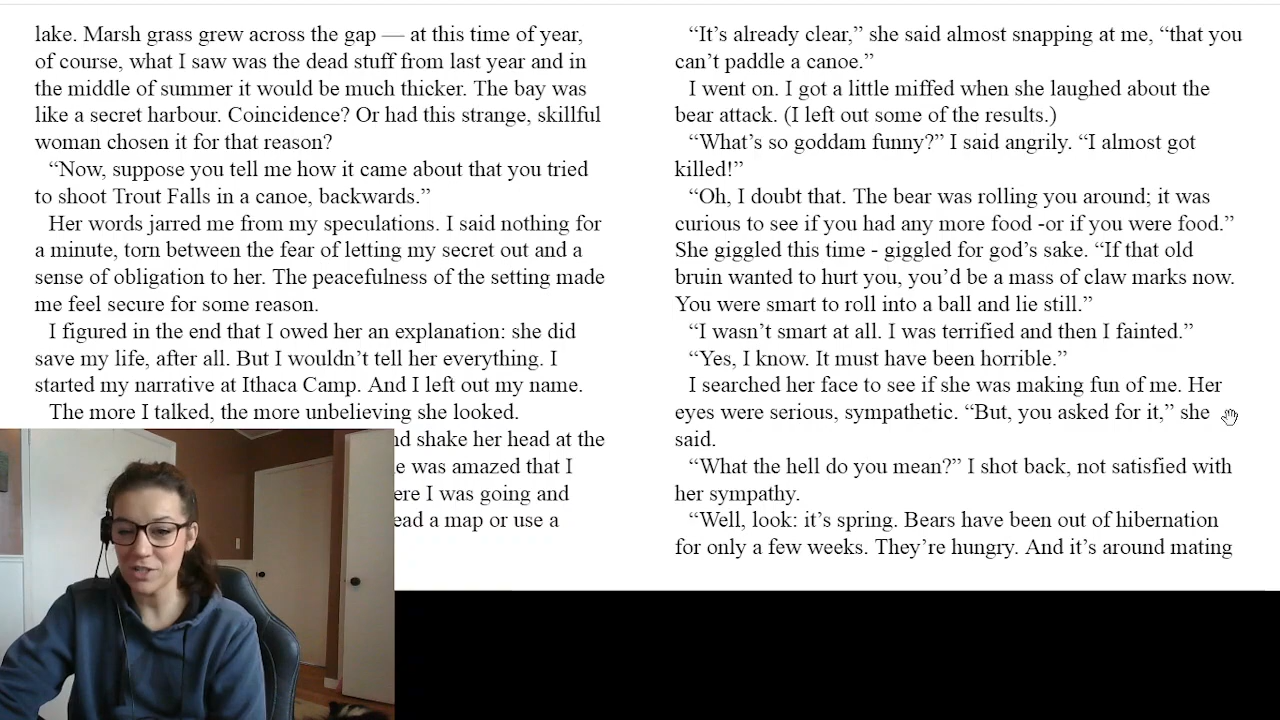 lake. Marsh grass grew across the gap — at this time of year,
of course, what I saw was the dead stuff from last year and in
the middle of summer it would be much thicker. The bay was
like a secret harbour. Coincidence? Or had this strange, skillful
woman chosen it for that reason?
“Now, suppose you tell me how it came about that you tried
to shoot Trout Falls in a canoe, backwards.”
Her words jarred me from my speculations. I said nothing for
a minute, torn between the fear of letting my secret out and a
sense of obligation to her. The peacefulness of the setting made
me feel secure for some reason.
I figured in the end that I owed her an explanation: she did
save my life, after all. But I wouldn’t tell her everything. I
started my narrative at Ithaca Camp. And I left out my name.
The more I talked, the more unbelieving she looked.
shake her head at the
was amazed that I
I was going and
a map or use a
“It’s already clear,” she said almost snapping at me, “that you
can’t paddle a canoe.”
I went on. I got a little miffed when she laughed about the
bear attack. (I left out some of the results.)
“What’s so goddam funny?” I said angrily. “I almost got
killed!”
“Oh, I doubt that. The bear was rolling you around; it was
curious to see if you had any more food -or if you were food.”
She giggled this time - giggled for god’s sake. “If that old
bruin wanted to hurt you, you’d be a mass of claw marks now.
You were smart to roll into a ball and lie still.”
“I wasn’t smart at all. I was terrified and then I fainted.”
“Yes, I know. It must have been horrible.”
I searched her face to see if she was making fun of me. Her
eyes were serious, sympathetic. “But, you asked for it,” she
said.
“What the hell do you mean?” I shot back, not satisfied with
her sympathy.
“Well, look: it’s spring. Bears have been out of hibernation
for only a few weeks. They’re hungry. And it’s around mating